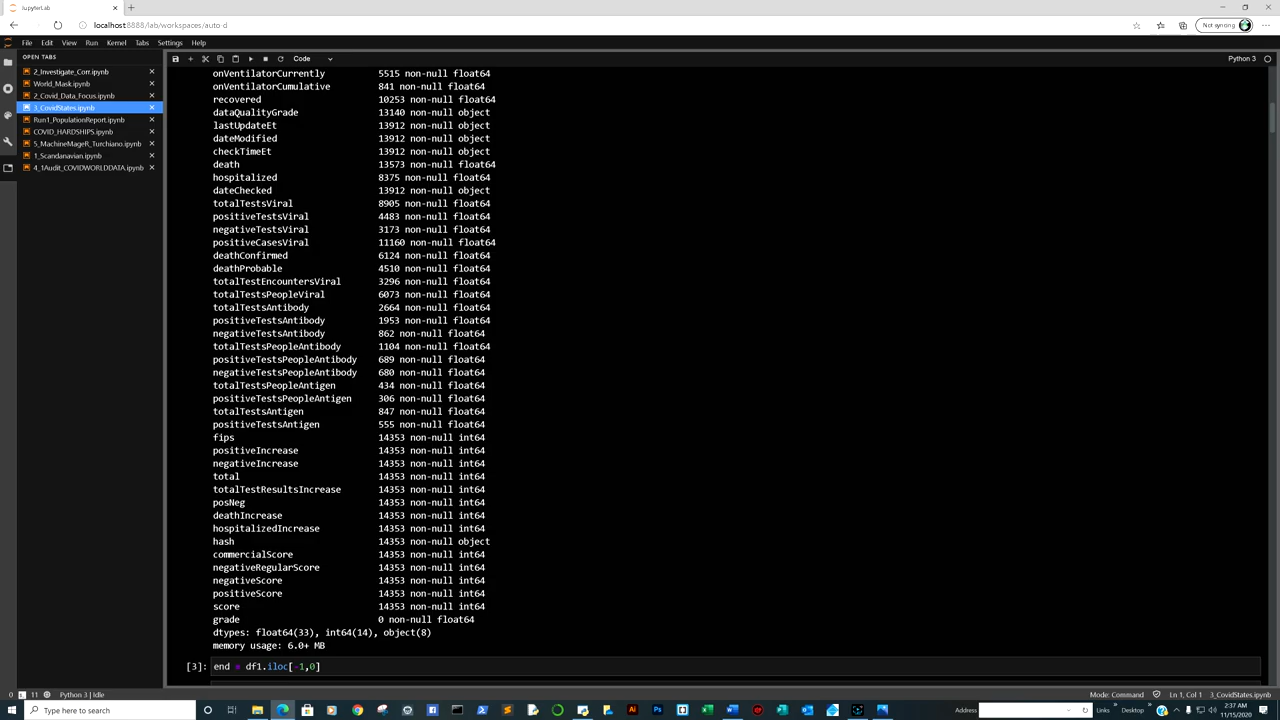 JupyterLab
localhost:8888/lab/workspaces/auto-d
Not syncing
File Edit View Run Kernel Tabs Settings Help
OPEN TABS
2_Investigate_Corr.ipynb
World_Mask.ipynb
2_Covid_Data_Focus.ipynb
3_CovidStates.ipynb
Run1_PopulationReport.ipynb
COVID_HARDSHIPS.ipynb
5_MachineMageR_Turchiano.ipynb
1_Scandanavian.ipynb
4_1Audit_COVIDWORLDDATA.ipynb
Code
Python 3
onVentilatorCurrently 5515 non-null float64
onVentilatorCumulative 841 non-null float64
recovered 10253 non-null float64
dataQualityGrade 13140 non-null object
lastUpdateEt 13912 non-null object
dateModified 13912 non-null object
checkTimeEt 13912 non-null object
death 13573 non-null float64
hospitalized 8375 non-null float64
dateChecked 13912 non-null object
totalTestsViral 8905 non-null float64
positiveTestsViral 4483 non-null float64
negativeTestsViral 3173 non-null float64
positiveCasesViral 11160 non-null float64
deathConfirmed 6124 non-null float64
deathProbable 4510 non-null float64
totalTestEncountersViral 3296 non-null float64
totalTestsPeopleViral 6073 non-null float64
totalTestsAntibody 2664 non-null float64
positiveTestsAntibody 1953 non-null float64
negativeTestsAntibody 862 non-null float64
totalTestsPeopleAntibody 1104 non-null float64
positiveTestsPeopleAntibody 689 non-null float64
negativeTestsPeopleAntibody 680 non-null float64
totalTestsPeopleAntigen 434 non-null float64
positiveTestsPeopleAntigen 306 non-null float64
totalTestsAntigen 847 non-null float64
positiveTestsAntigen 555 non-null float64
fips 14353 non-null int64
positiveIncrease 14353 non-null int64
negativeIncrease 14353 non-null int64
total 14353 non-null int64
totalTestResultsIncrease 14353 non-null int64
posNeg 14353 non-null int64
deathIncrease 14353 non-null int64
hospitalizedIncrease 14353 non-null int64
hash 14353 non-null object
commercialScore 14353 non-null int64
negativeRegularScore 14353 non-null int64
negativeScore 14353 non-null int64
positiveScore 14353 non-null int64
score 14353 non-null int64
grade 0 non-null float64
dtypes: float64(33), int64(14), object(8)
memory usage: 6.0+ MB
[3]: end = df1.iloc[-1,0]
0 11 Python 3 | Idle
Mode: Command Ln 1, Col 1 3_CovidStates.ipynb
Type here to search
Address
Links
Desktop
2:37 AM
11/15/2020